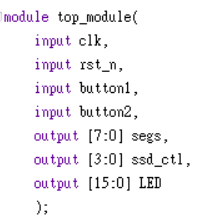 module top_module(
input clk,
input rst_n,
input button1,
input button2,
output [7:0] segs,
output [3:0] ssd_ctl,
output [15:0] LED
);